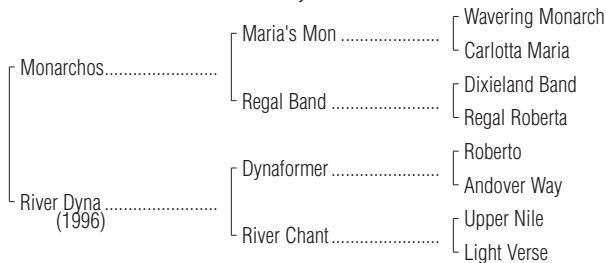 Wavering Monarch
Maria's Mon ....................
Carlotta Maria
Monarchos.......................
Dixieland Band
Regal Band ......................
Regal Roberta
Roberto
Dynaformer ......................
Andover Way
River Dyna .......................
(1996)
Upper Nile
River Chant ......................
Light Verse